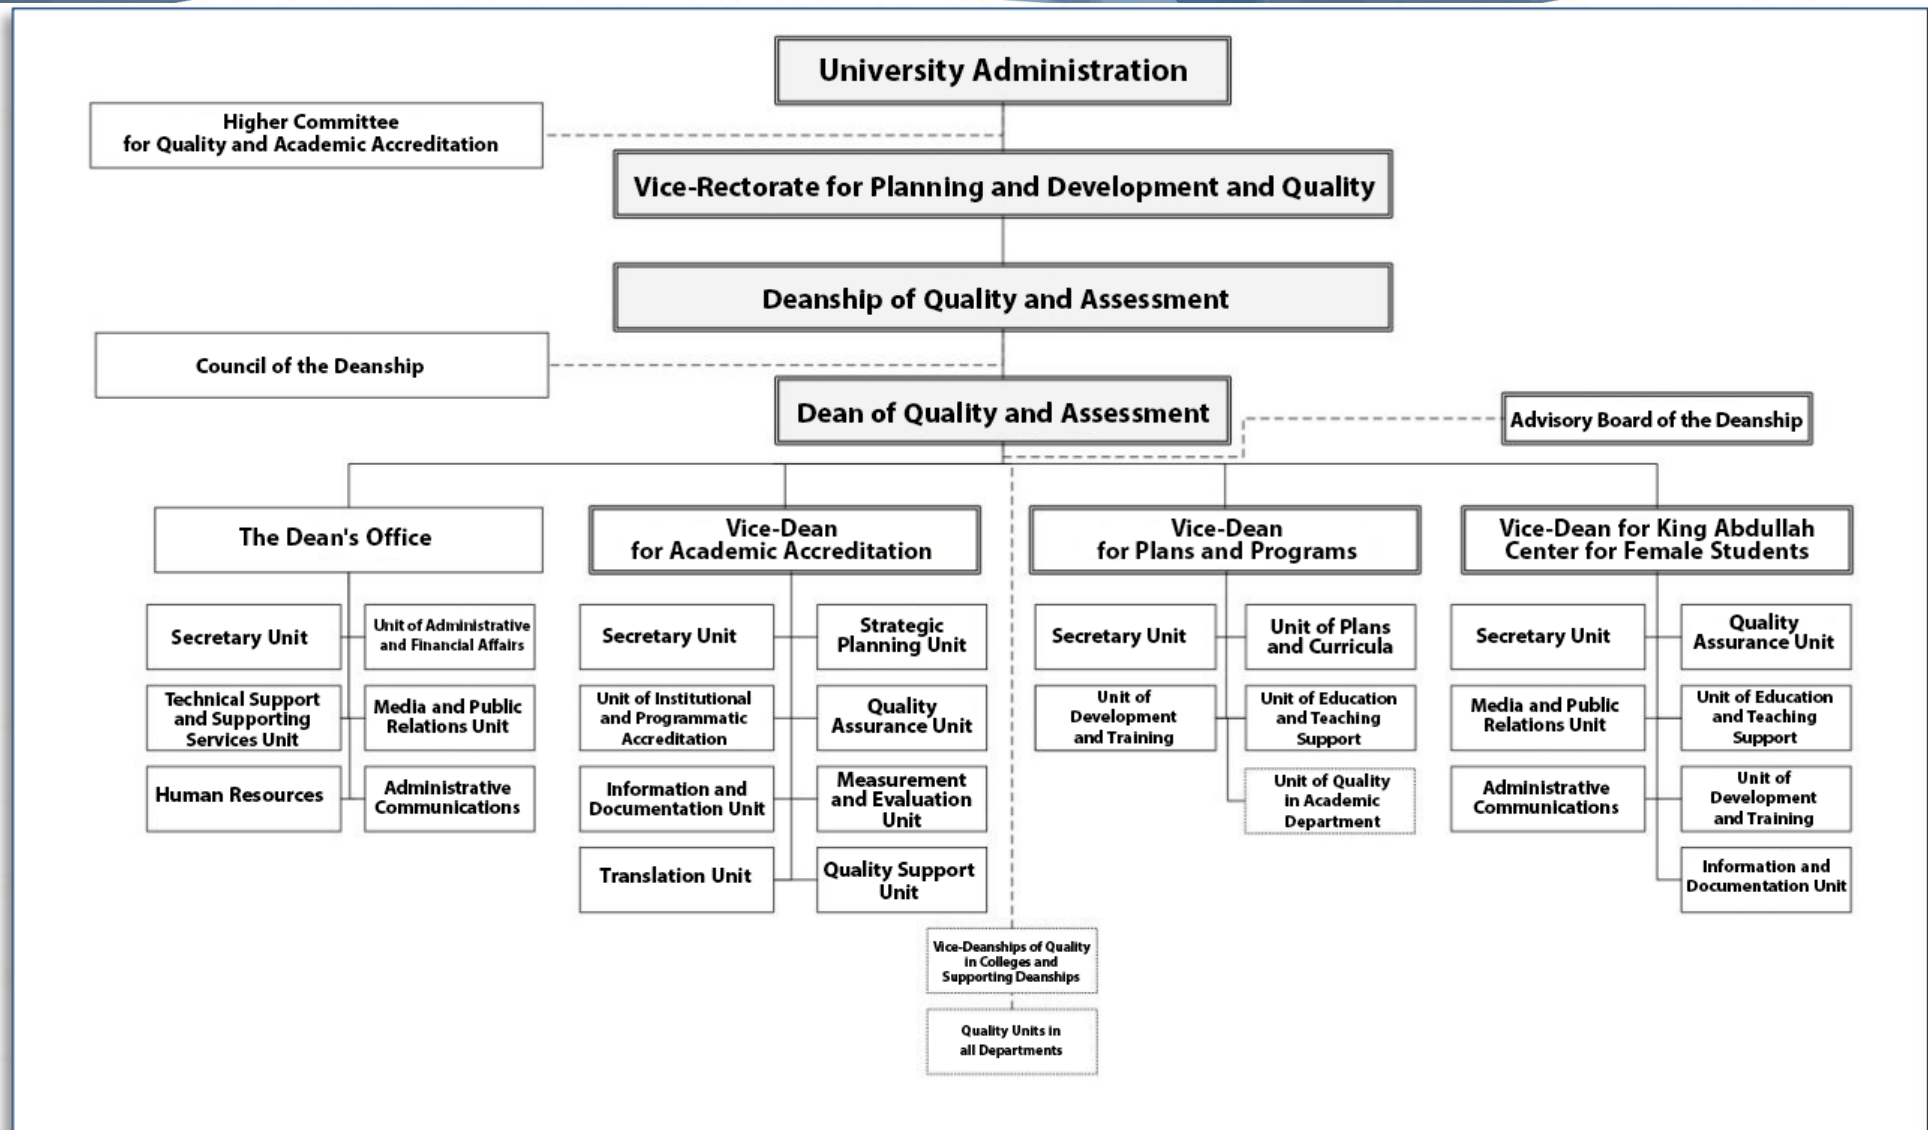 University Administration
Higher Committee
for Quality and Academic Accreditation
Vice-Rectorate for Planning and Development and Quality
Deanship of Quality and Assessment
Council of the Deanship
Dean of Quality and Assessment
Advisory Board of the Deanship
The Dean's Office
Vice-Dean
for Academic Accreditation
Vice-Dean
for Plans and Programs
Vice-Dean for King Abdullah
Center for Female Students
Secretary Unit
Unit of Administrative
and Financial Affairs
Technical Support
and Supporting
Services Unit
Media and Public
Relations Unit
Human Resources
Administrative
Communications
Secretary Unit
Strategic
Planning Unit
Unit of Institutional
and Programmatic
Accreditation
Quality
Assurance Unit
Information and
Documentation Unit
Measurement
and Evaluation
Unit
Translation Unit
Quality Support
Unit
Secretary Unit
Unit of Plans
and Curricula
Unit of
Development
and Training
Unit of Education
and Teaching
Support
Unit of Quality
in Academic
Department
Secretary Unit
Quality
Assurance Unit
Media and Public
Relations Unit
Unit of Education
and Teaching
Support
Administrative
Communications
Unit of
Development
and Training
Information and
Documentation Unit
Vice-Deanships of Quality
in Colleges and
Supporting Deanships
Quality Units in
all Departments